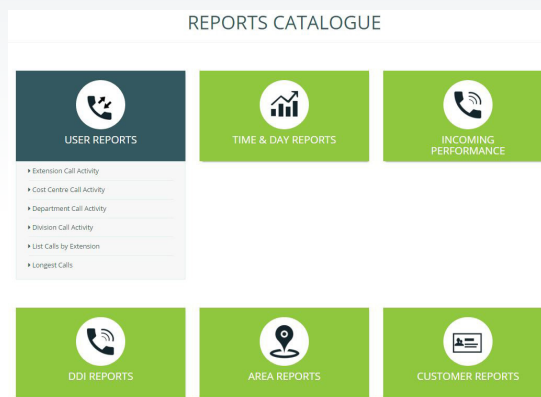 REPORTS CATALOGUE
USER REPORTS
Extension Call Activity
Cost Centre Call Activity
Department Call Activity
Division Call Activity
List Calls by Extension
Longest Calls
TIME & DAY REPORTS
INCOMING
PERFORMANCE
DDI REPORTS
AREA REPORTS
CUSTOMER REPORTS